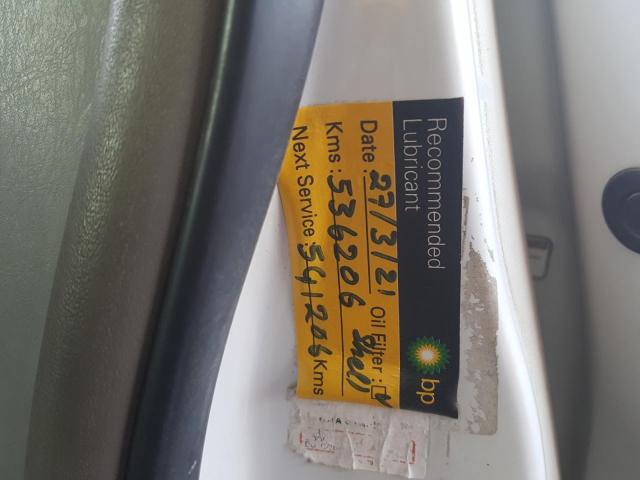 Recommended
Lubricant
bp
Date: 27/3/21 Oil Filter: ☑
Kms: 536206 Shell
Next Service: 541206 Kms